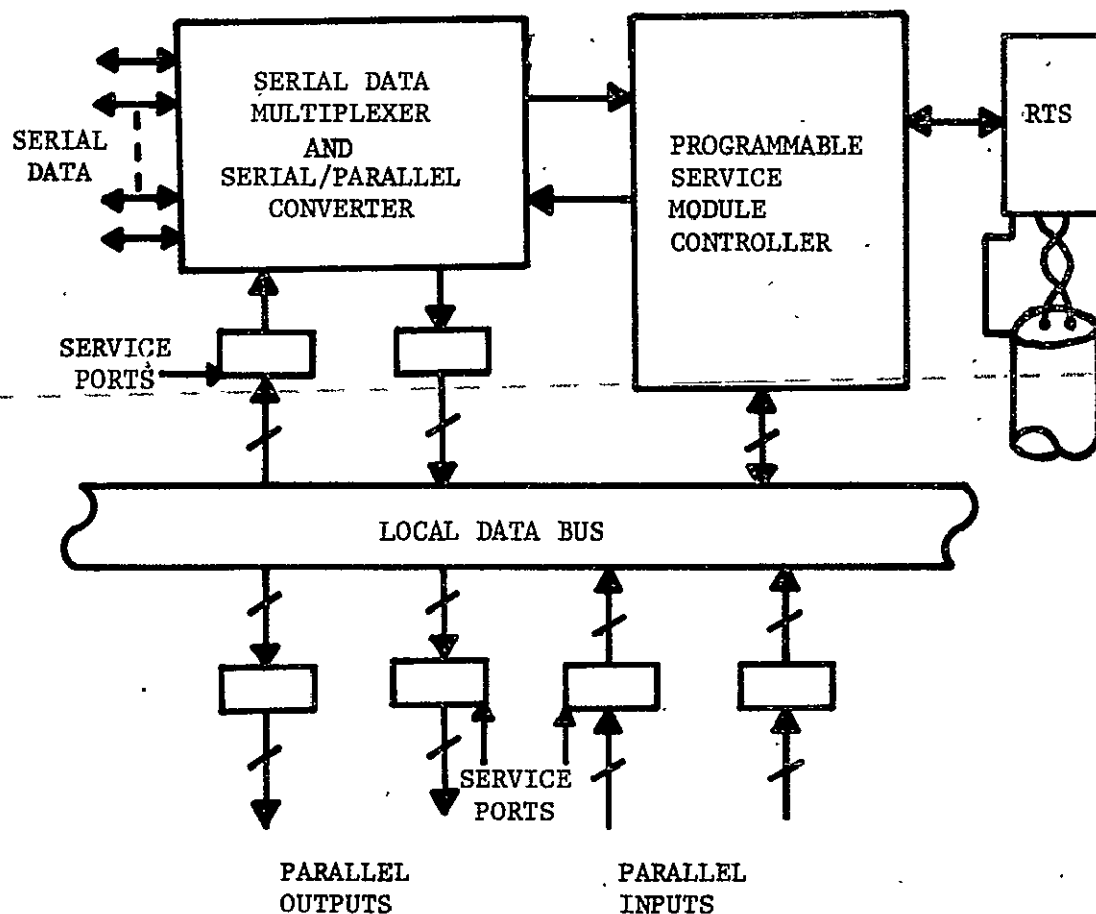 SERIAL DATA
MULTIPLEXER
AND
SERIAL/PARALLEL
CONVERTER
SERIAL
DATA
PROGRAMMABLE
SERVICE
MODULE
CONTROLLER
RTS
SERVICE
PORTS
LOCAL DATA BUS
SERVICE
PORTS
PARALLEL
OUTPUTS
PARALLEL
INPUTS